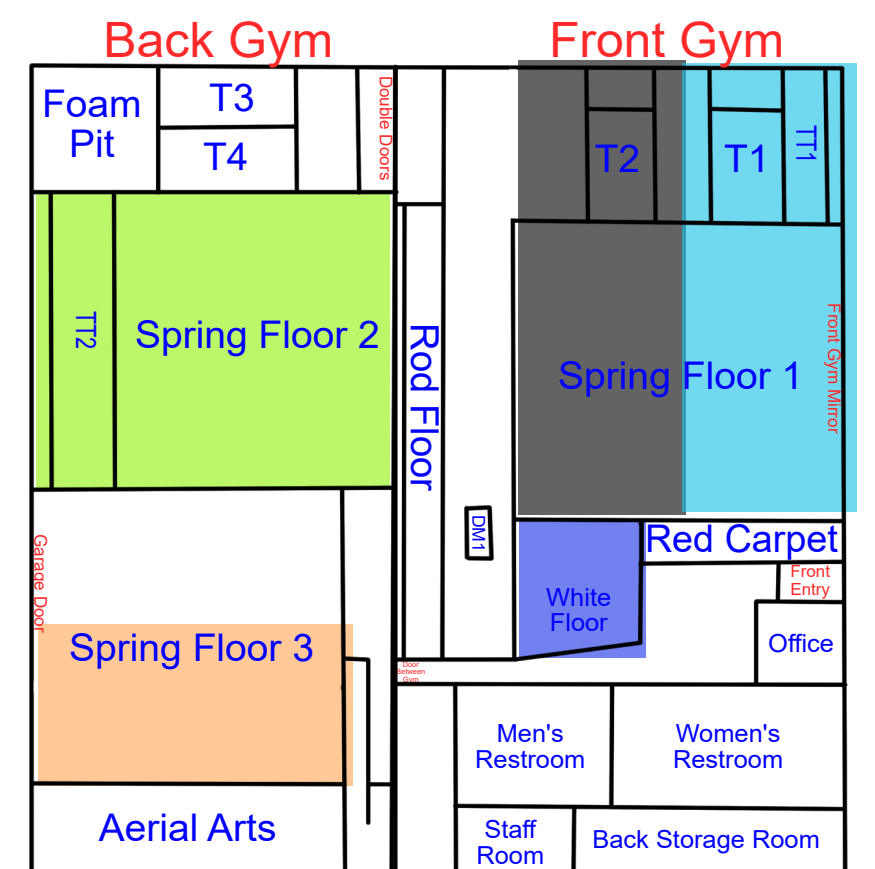 Back Gym
Front Gym
Foam
Pit
T3
T4
Double Doors
T2
T1
TT1
TT2
Spring Floor 2
Rod Floor
Spring Floor 1
Front Gym Mirror
DM1
Red Carpet
Garage Door
White
Floor
Front
Entry
Spring Floor 3
Office
Door
Between
Gym
Men's
Restroom
Women's
Restroom
Aerial Arts
Staff
Room
Back Storage Room